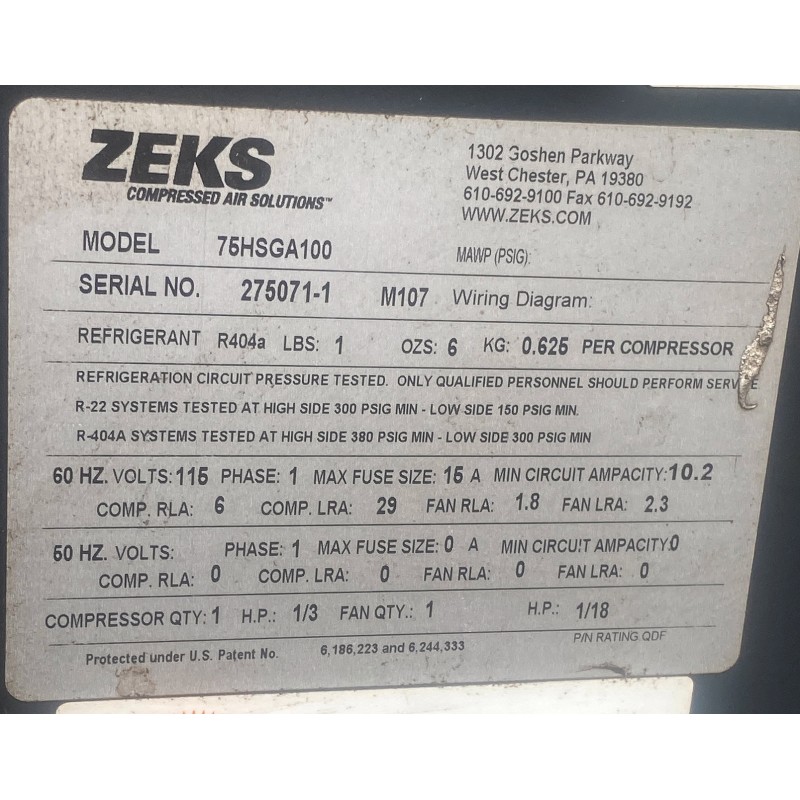 ZEKS
COMPRESSED AIR SOLUTIONS™
1302 Goshen Parkway
West Chester, PA 19380
610-692-9100 Fax 610-692-9192
WWW.ZEKS.COM
MODEL 75HSGA100 MAWP (PSIG):
SERIAL NO. 275071-1 M107 Wiring Diagram:
REFRIGERANT R404a LBS: 1 OZS: 6 KG: 0.625 PER COMPRESSOR
REFRIGERATION CIRCUIT PRESSURE TESTED. ONLY QUALIFIED PERSONNEL SHOULD PERFORM
R-22 SYSTEMS TESTED AT HIGH SIDE 300 PSIG MIN - LOW SIDE 150 PSIG MIN.
R-404A SYSTEMS TESTED AT HIGH SIDE 380 PSIG MIN - LOW SIDE 300 PSIG MIN
60 HZ. VOLTS: 115 PHASE: 1 MAX FUSE SIZE: 15 A MIN CIRCUIT AMPACITY: 10.2
COMP. RLA: 6 COMP. LRA: 29 FAN RLA: 1.8 FAN LRA: 2.3
50 HZ. VOLTS: PHASE: 1 MAX FUSE SIZE: 0 A MIN CIRCUIT AMPACITY: 0
COMP. RLA: 0 COMP. LRA: 0 FAN RLA: 0 FAN LRA: 0
COMPRESSOR QTY: 1 H.P.: 1/3 FAN QTY.: 1 H.P.: 1/18
P/N RATING QDF
Protected under U.S. Patent No. 6,186,223 and 6,244,333